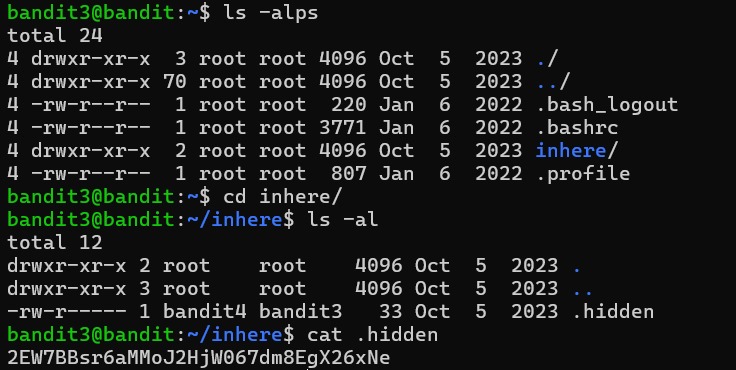 bandit3@bandit:~$ ls -alps
total 24
4 drwxr-xr-x  3 root root 4096 Oct  5  2023 ./
4 drwxr-xr-x 70 root root 4096 Oct  5  2023 ../
4 -rw-r--r--  1 root root  220 Jan  6  2022 .bash_logout
4 -rw-r--r--  1 root root 3771 Jan  6  2022 .bashrc
4 drwxr-xr-x  2 root root 4096 Oct  5  2023 inhere/
4 -rw-r--r--  1 root root  807 Jan  6  2022 .profile
bandit3@bandit:~$ cd inhere/
bandit3@bandit:~/inhere$ ls -al
total 12
drwxr-xr-x 2 root    root    4096 Oct  5  2023 .
drwxr-xr-x 3 root    root    4096 Oct  5  2023 ..
-rw-r----- 1 bandit4 bandit3   33 Oct  5  2023 .hidden
bandit3@bandit:~/inhere$ cat .hidden
2EW7BBsr6aMMoJ2HjW067dm8EgX26xNe